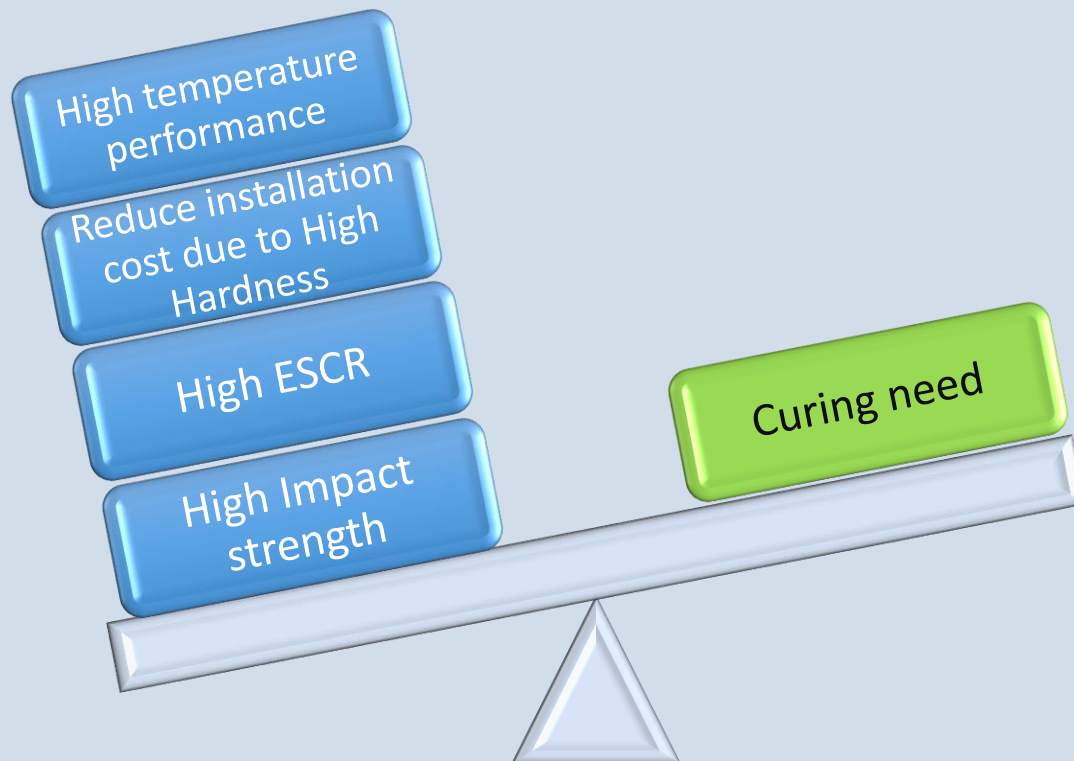 High temperature
performance
Reduce installation
cost due to High
Hardness
High ESCR
High Impact
strength
Curing need